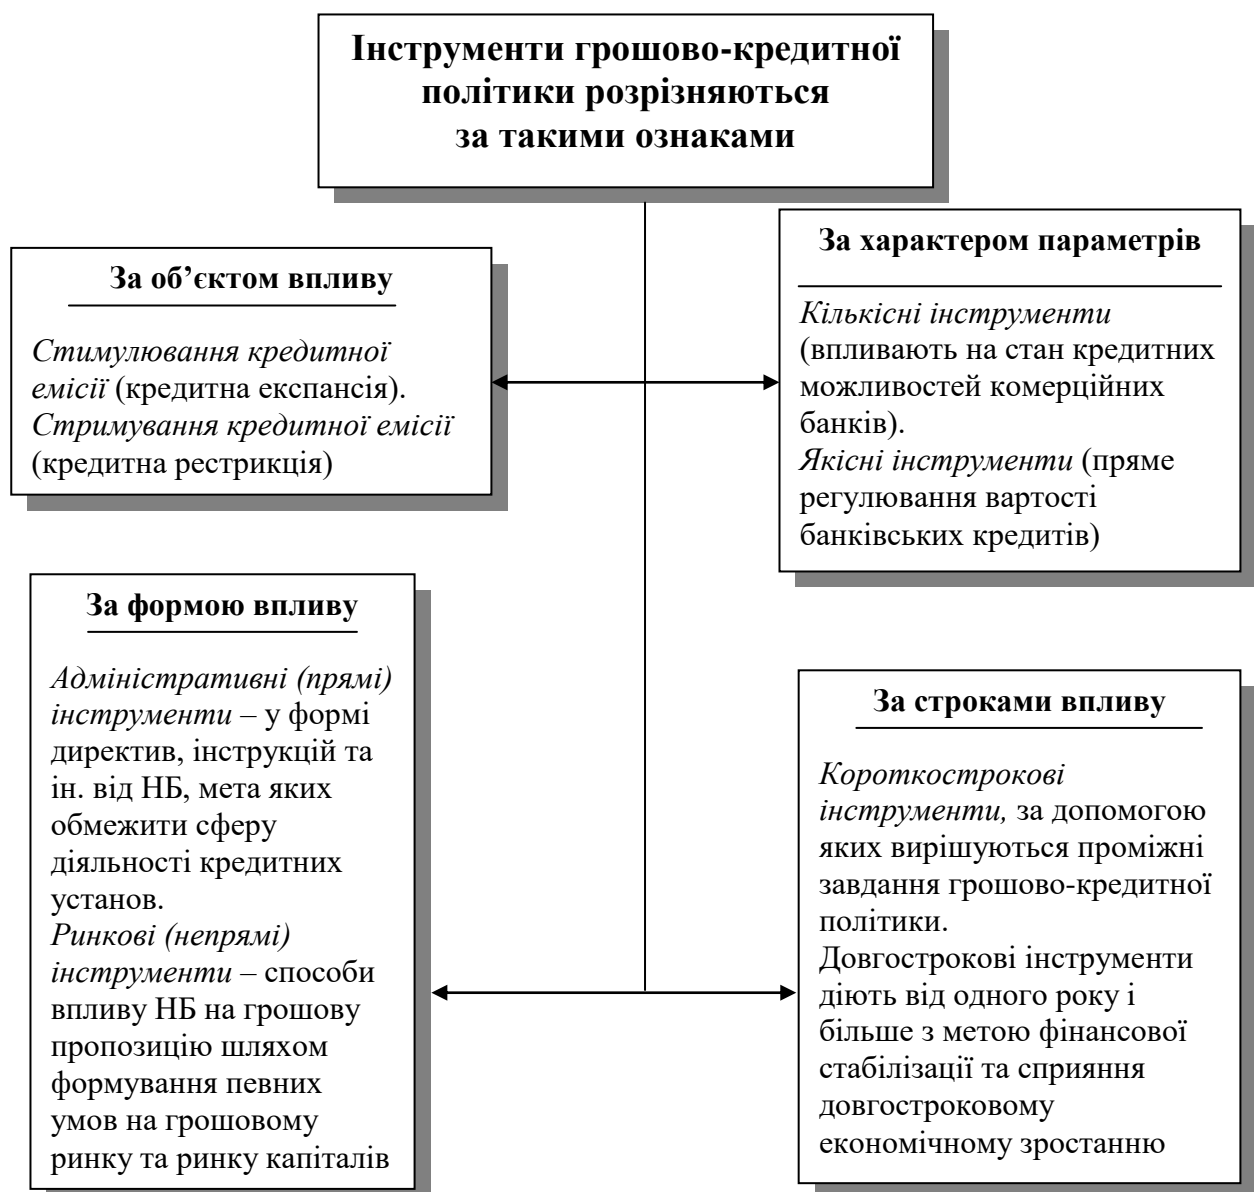 Інструменти грошово-кредитної
політики розрізняються
за такими ознаками
За об’єктом впливу
Стимулювання кредитної
емісії (кредитна експансія).
Стримування кредитної емісії
(кредитна рестрикція)
За характером параметрів
Кількісні інструменти
(впливають на стан кредитних
можливостей комерційних
банків).
Якісні інструменти (пряме
регулювання вартості
банківських кредитів)
За формою впливу
Адміністративні (прямі)
інструменти – у формі
директив, інструкцій та
ін. від НБ, мета яких
обмежити сферу
діяльності кредитних
установ.
Ринкові (непрямі)
інструменти – способи
впливу НБ на грошову
пропозицію шляхом
формування певних
умов на грошовому
ринку та ринку капіталів
За строками впливу
Короткострокові
інструменти, за допомогою
яких вирішуються проміжні
завдання грошово-кредитної
політики.
Довгострокові інструменти
діють від одного року і
більше з метою фінансової
стабілізації та сприяння
довгостроковому
економічному зростанню